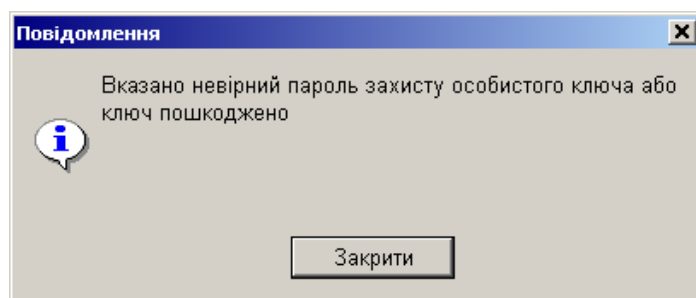 Повідомлення
Вказано невірний пароль захисту особистого ключа або
ключ пошкоджено
Закрити